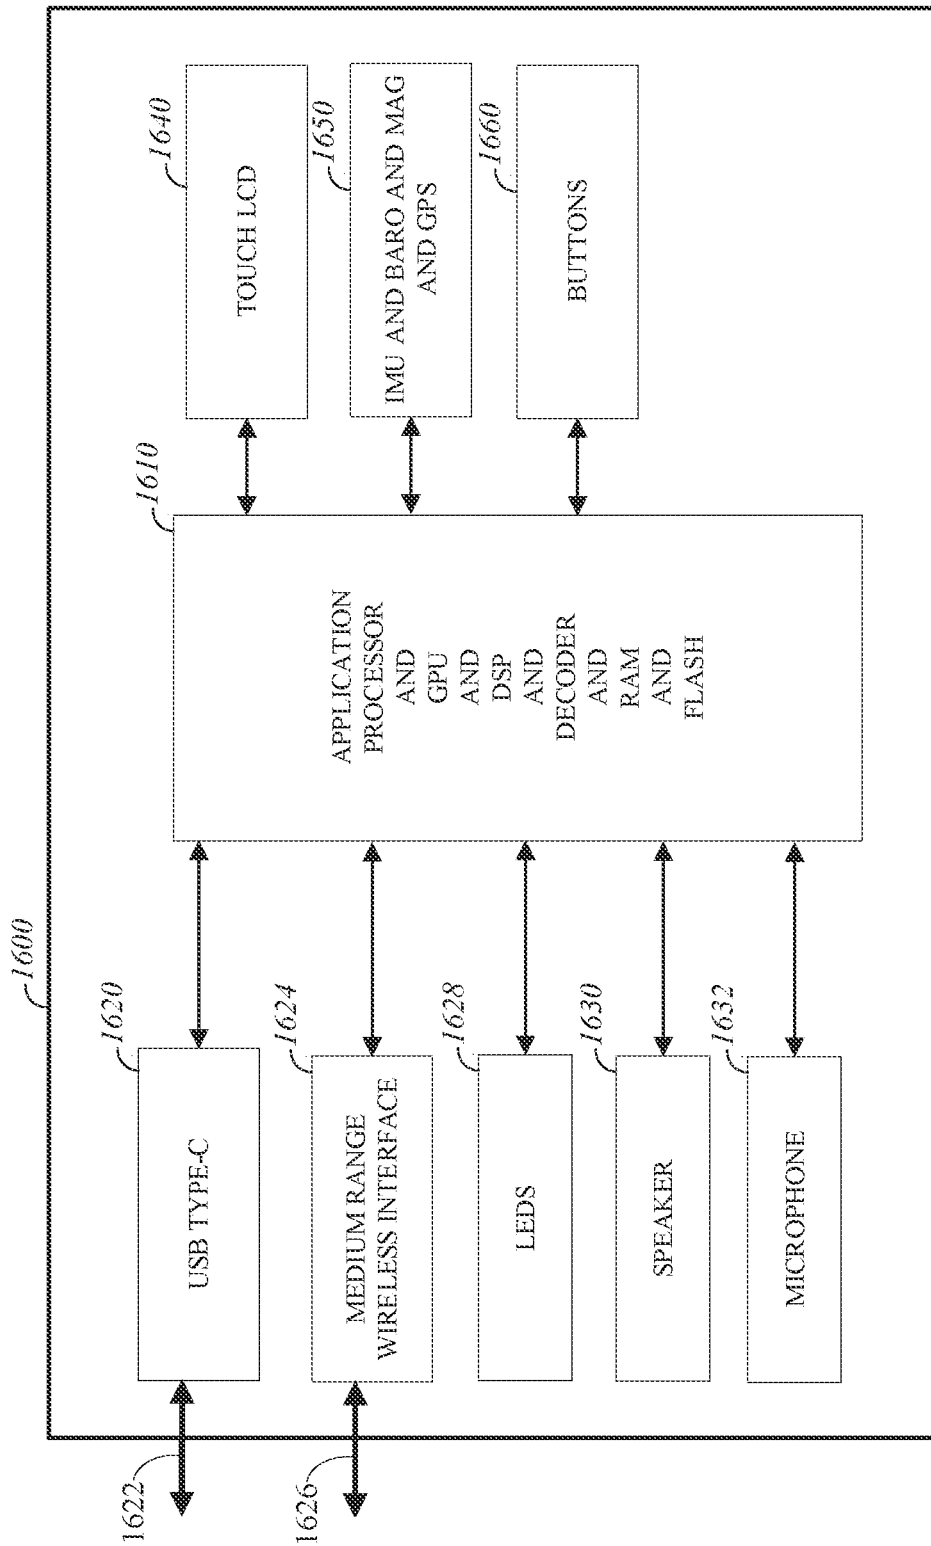 1600
1622
1620
USB TYPE-C
1626
1624
MEDIUM RANGE
WIRELESS INTERFACE
1628
LEDS
1630
SPEAKER
1632
MICROPHONE
1610
APPLICATION
PROCESSOR
AND
GPU
AND
DSP
AND
DECODER
AND
RAM
AND
FLASH
1640
TOUCH LCD
1650
IMU AND BARO AND MAG
AND GPS
1660
BUTTONS